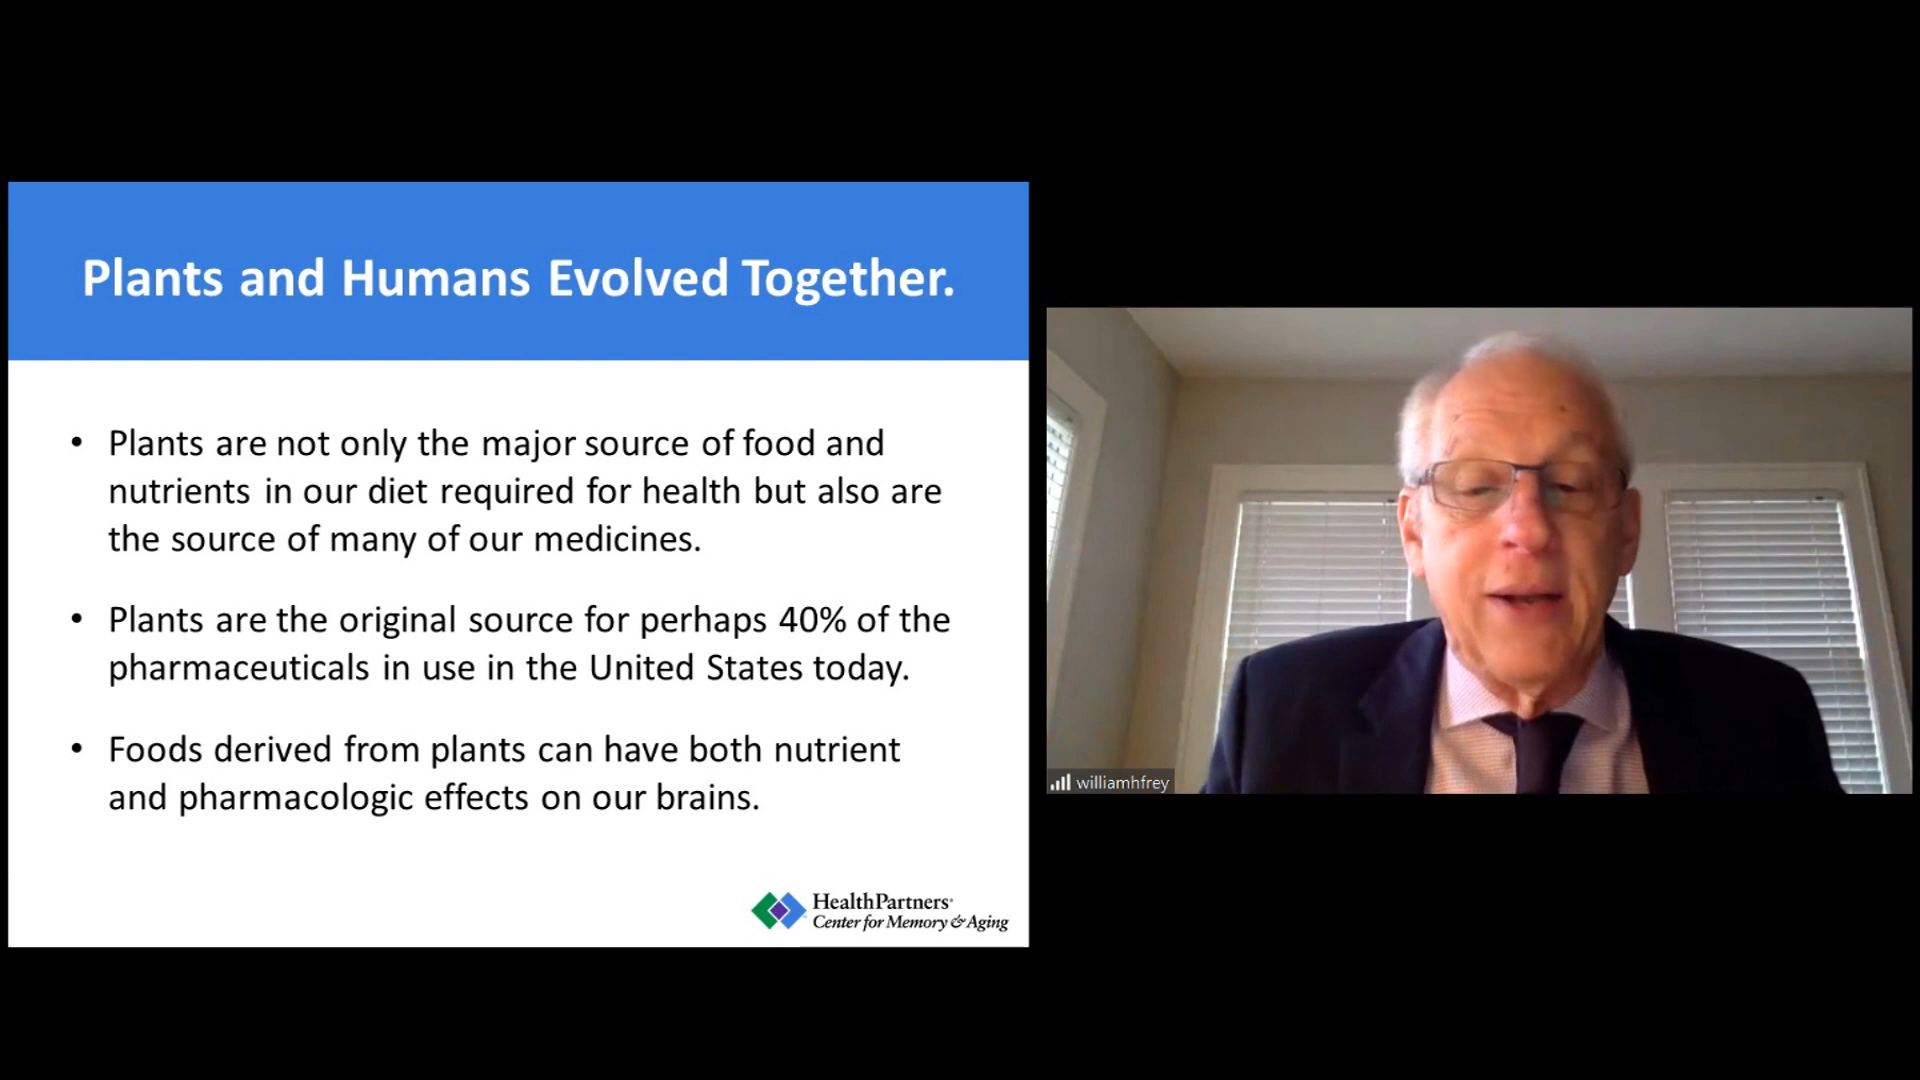 Plants and Humans Evolved Together.
• Plants are not only the major source of food and
nutrients in our diet required for health but also are
the source of many of our medicines.
• Plants are the original source for perhaps 40% of the
pharmaceuticals in use in the United States today.
• Foods derived from plants can have both nutrient
and pharmacologic effects on our brains.
HealthPartners®
Center for Memory & Aging
williamhfrey